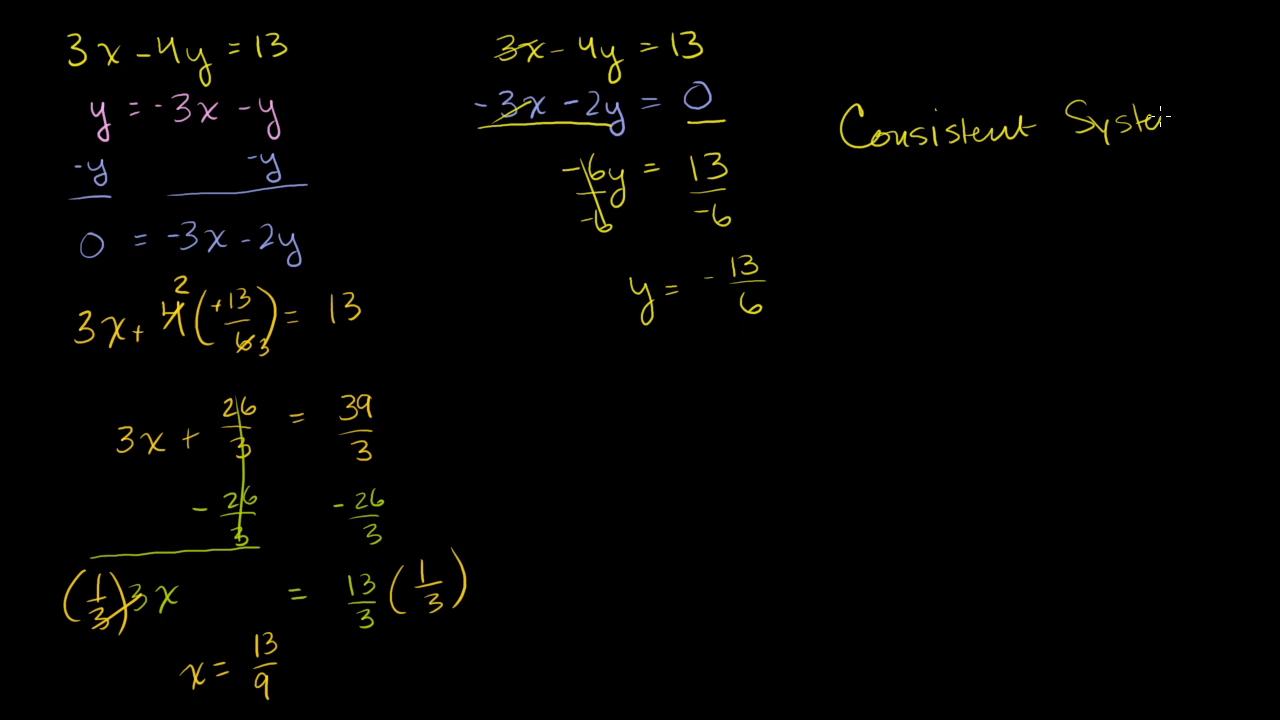 3x - 4y = 13
y = -3x - y
-y -y
0 = -3x - 2y
3x + 4 2 (+13/6 3) = 13
3x + 26/3 = 39/3
- 26/3 - 26/3
(1/3) 3x = 13/3 (1/3)
x = 13/9
3x - 4y = 13
-3x - 2y = 0
-6y/-6 = 13/-6
y = -13/6
Consistent Syste